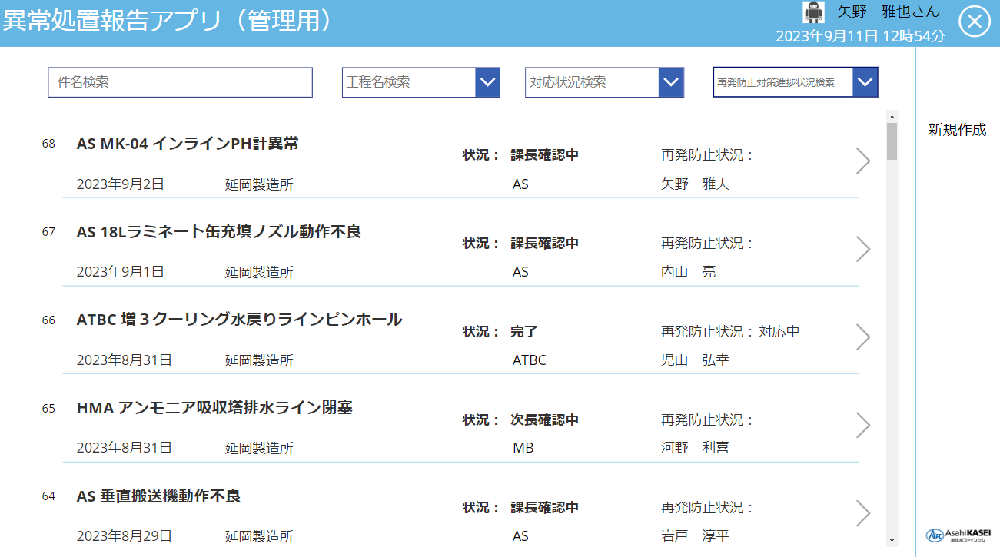 異常処置報告アプリ（管理用）
矢野　雅也さん
2023年9月11日 12時54分
件名検索
工程名検索
対応状況検索
再発防止対策進捗状況検索
新規作成
68 AS MK-04 インラインPH計異常
状況： 課長確認中 再発防止状況：
2023年9月2日 延岡製造所 AS 矢野　雅人
67 AS 18Lラミネート缶充填ノズル動作不良
状況： 課長確認中 再発防止状況：
2023年9月1日 延岡製造所 AS 内山　亮
66 ATBC 増３クーリング水戻りラインピンホール
状況： 完了 再発防止状況：対応中
2023年8月31日 延岡製造所 ATBC 児山　弘幸
65 HMA アンモニア吸収塔排水ライン閉塞
状況： 次長確認中 再発防止状況：
2023年8月31日 延岡製造所 MB 河野　利喜
64 AS 垂直搬送機動作不良
状況： 課長確認中 再発防止状況：
2023年8月29日 延岡製造所 AS 岩戸　淳平
AFC AsahiKASEI
旭化成ファインケム